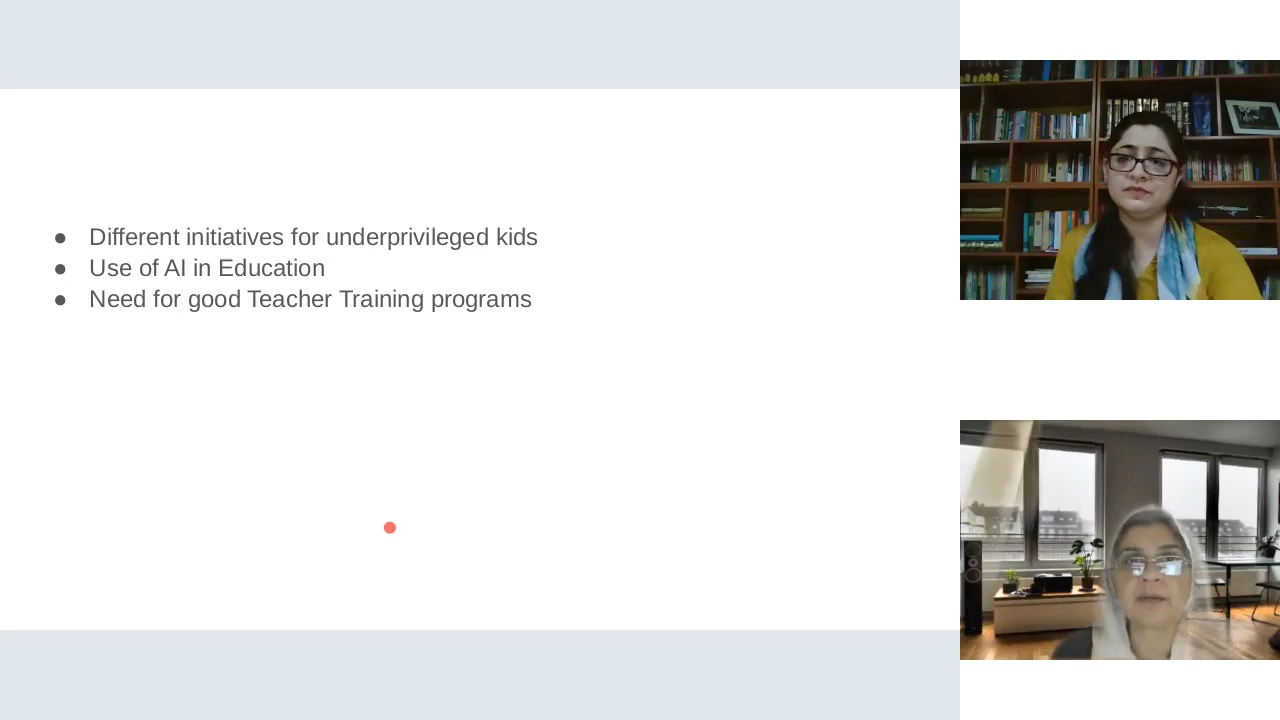 ● Different initiatives for underprivileged kids
● Use of AI in Education
● Need for good Teacher Training programs